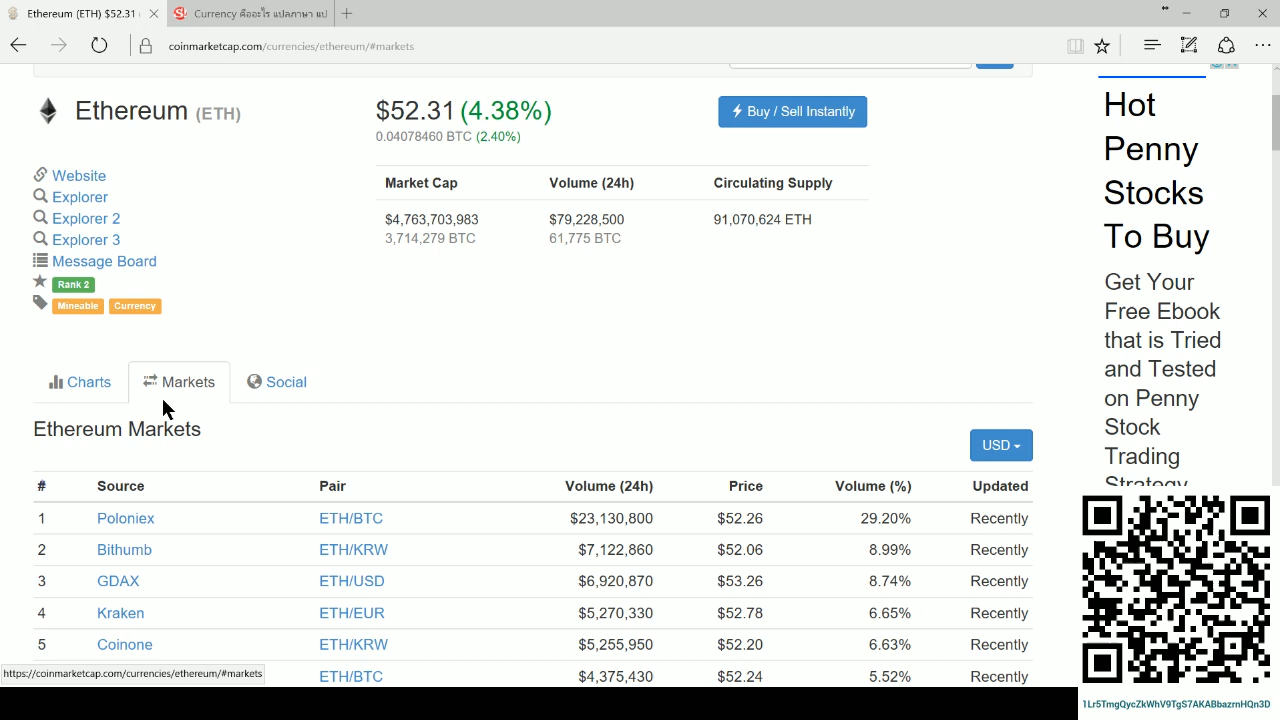 Ethereum (ETH) $52.31
Currency คืออะไร แปลภาษา แป
coinmarketcap.com/currencies/ethereum/#markets
Ethereum (ETH)
$52.31 (4.38%)
0.04078460 BTC (2.40%)
Buy / Sell Instantly
Website
Explorer
Explorer 2
Explorer 3
Message Board
Rank 2
Mineable Currency
Market Cap Volume (24h) Circulating Supply
$4,763,703,983 $79,228,500 91,070,624 ETH
3,714,279 BTC 61,775 BTC
Charts Markets Social
Ethereum Markets
USD
# Source Pair Volume (24h) Price Volume (%) Updated
1 Poloniex ETH/BTC $23,130,800 $52.26 29.20% Recently
2 Bithumb ETH/KRW $7,122,860 $52.06 8.99% Recently
3 GDAX ETH/USD $6,920,870 $53.26 8.74% Recently
4 Kraken ETH/EUR $5,270,330 $52.78 6.65% Recently
5 Coinone ETH/KRW $5,255,950 $52.20 6.63% Recently
ETH/BTC $4,375,430 $52.24 5.52% Recently
https://coinmarketcap.com/currencies/ethereum/#markets
Hot
Penny
Stocks
To Buy
Get Your
Free Ebook
that is Tried
and Tested
on Penny
Stock
Trading
Strategy
1Lr5TmgQycZkWhV9TgS7AKABbazrnHQn3D